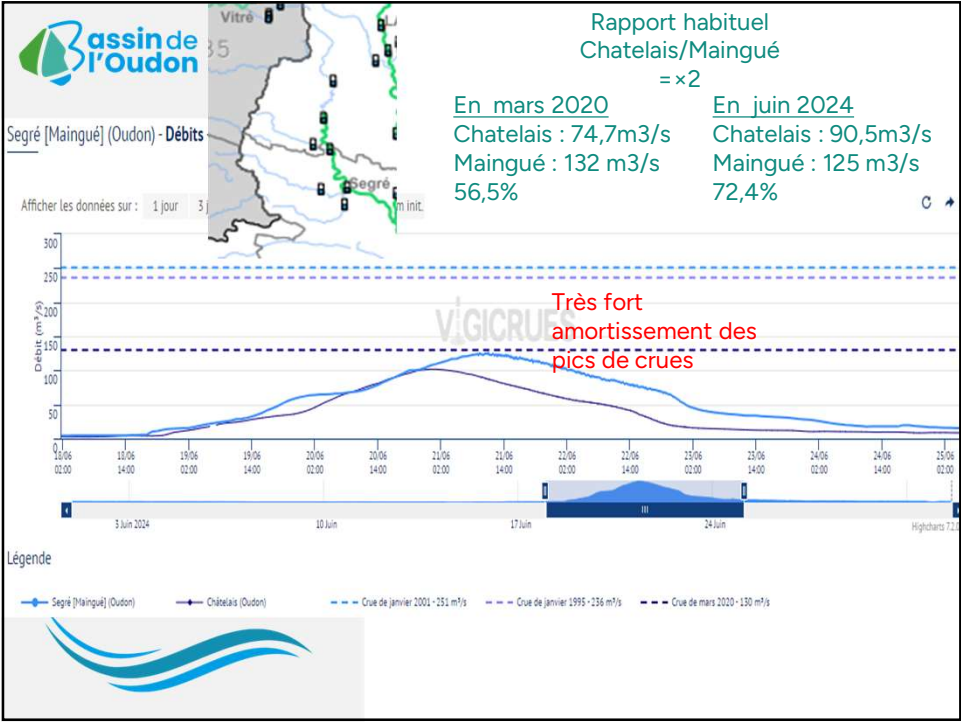 Bassin de
l'Oudon
Vitré
35
Segré
Rapport habituel
Chatelais/Maingué
=×2
En mars 2020
Chatelais : 74,7m3/s
Maingué : 132 m3/s
56,5%
En juin 2024
Chatelais : 90,5m3/s
Maingué : 125 m3/s
72,4%
Segré [Maingué] (Oudon) - Débits
Afficher les données sur : 1 jour 3 j
m init.
Débit (m³/s)
300
250
200
150
100
50
0
VIGICRUES
Très fort
amortissement des
pics de crues
18/06 02:00
18/06 14:00
19/06 02:00
19/06 14:00
20/06 02:00
20/06 14:00
21/06 02:00
21/06 14:00
22/06 02:00
22/06 14:00
23/06 02:00
23/06 14:00
24/06 02:00
24/06 14:00
25/06 02:00
3 Juin 2024
10 Juin
17 Juin
24 Juin
Highcharts 7.2.0
Légende
Segré [Maingué] (Oudon)
Châtelais (Oudon)
Crue de janvier 2001 - 251 m³/s
Crue de janvier 1995 - 236 m³/s
Crue de mars 2020 - 130 m³/s